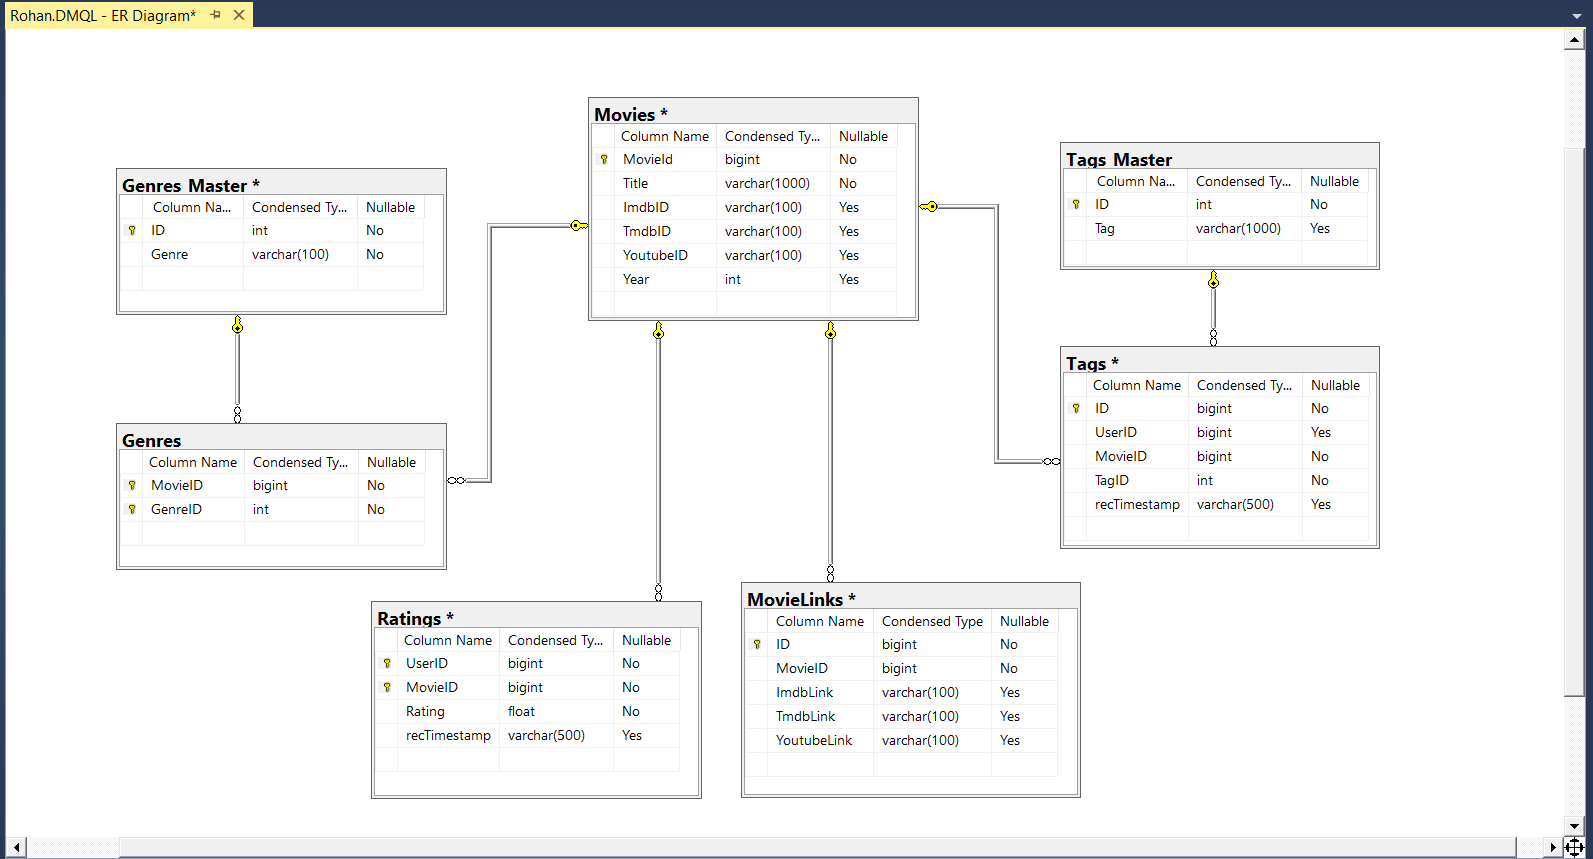 Rohan.DMQL - ER Diagram*
Movies *
Column Name Condensed Ty... Nullable
MovieId bigint No
Title varchar(1000) No
ImdbID varchar(100) Yes
TmdbID varchar(100) Yes
YoutubeID varchar(100) Yes
Year int Yes
Genres_Master *
Column Na... Condensed Ty... Nullable
ID int No
Genre varchar(100) No
Tags_Master
Column Na... Condensed Ty... Nullable
ID int No
Tag varchar(1000) Yes
Genres
Column Name Condensed Ty... Nullable
MovieID bigint No
GenreID int No
Tags *
Column Name Condensed Ty... Nullable
ID bigint No
UserID bigint Yes
MovieID bigint No
TagID int No
recTimestamp varchar(500) Yes
Ratings *
Column Name Condensed Ty... Nullable
UserID bigint No
MovieID bigint No
Rating float No
recTimestamp varchar(500) Yes
MovieLinks *
Column Name Condensed Type Nullable
ID bigint No
MovieID bigint No
ImdbLink varchar(100) Yes
TmdbLink varchar(100) Yes
YoutubeLink varchar(100) Yes